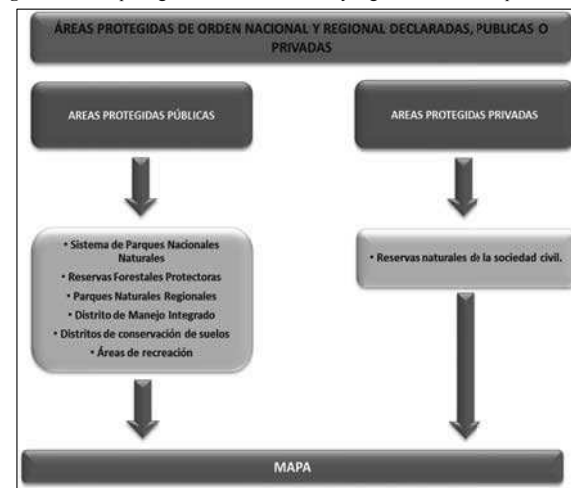 ÁREAS PROTEGIDAS DE ORDEN NACIONAL Y REGIONAL DECLARADAS, PUBLICAS O
PRIVADAS
AREAS PROTEGIDAS PÚBLICAS
AREAS PROTEGIDAS PRIVADAS
• Sistema de Parques Nacionales
Naturales
• Reservas Forestales Protectoras
• Parques Naturales Regionales
• Distrito de Manejo Integrado
• Distritos de conservación de suelos
• Áreas de recreación
• Reservas naturales de la sociedad civil.
MAPA